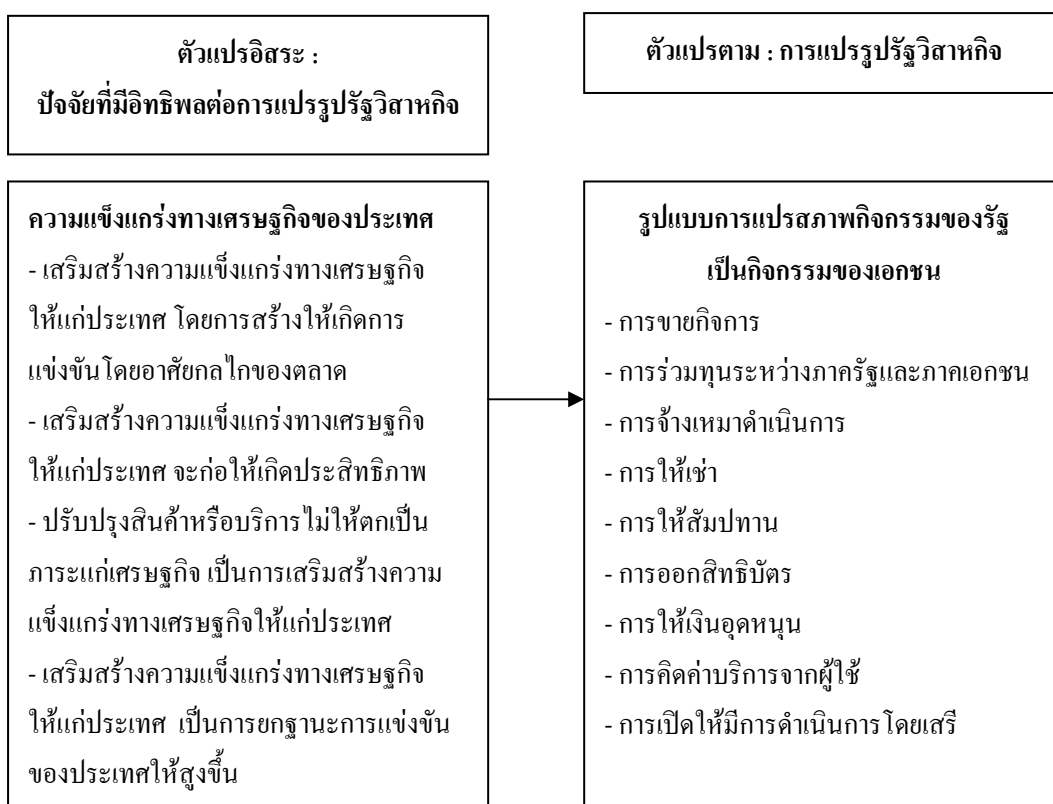 ตัวแปรอิสระ :
ปัจจัยที่มีอิทธิพลต่อการแปรรูปรัฐวิสาหกิจ
ตัวแปรตาม : การแปรรูปรัฐวิสาหกิจ
ความแข็งแกร่งทางเศรษฐกิจของประเทศ
- เสริมสร้างความแข็งแกร่งทางเศรษฐกิจ
ให้แก่ประเทศ โดยการสร้างให้เกิดการ
แข่งขันโดยอาศัยกลไกของตลาด
- เสริมสร้างความแข็งแกร่งทางเศรษฐกิจ
ให้แก่ประเทศ จะก่อให้เกิดประสิทธิภาพ
- ปรับปรุงสินค้าหรือบริการไม่ให้ตกเป็น
ภาระแก่เศรษฐกิจ เป็นการเสริมสร้างความ
แข็งแกร่งทางเศรษฐกิจให้แก่ประเทศ
- เสริมสร้างความแข็งแกร่งทางเศรษฐกิจ
ให้แก่ประเทศ เป็นการยกฐานะการแข่งขัน
ของประเทศให้สูงขึ้น
รูปแบบการแปรสภาพกิจกรรมของรัฐ
เป็นกิจกรรมของเอกชน
- การขายกิจการ
- การร่วมทุนระหว่างภาครัฐและภาคเอกชน
- การจ้างเหมาดำเนินการ
- การให้เช่า
- การให้สัมปทาน
- การออกสิทธิบัตร
- การให้เงินอุดหนุน
- การคิดค่าบริการจากผู้ใช้
- การเปิดให้มีการดำเนินการโดยเสรี